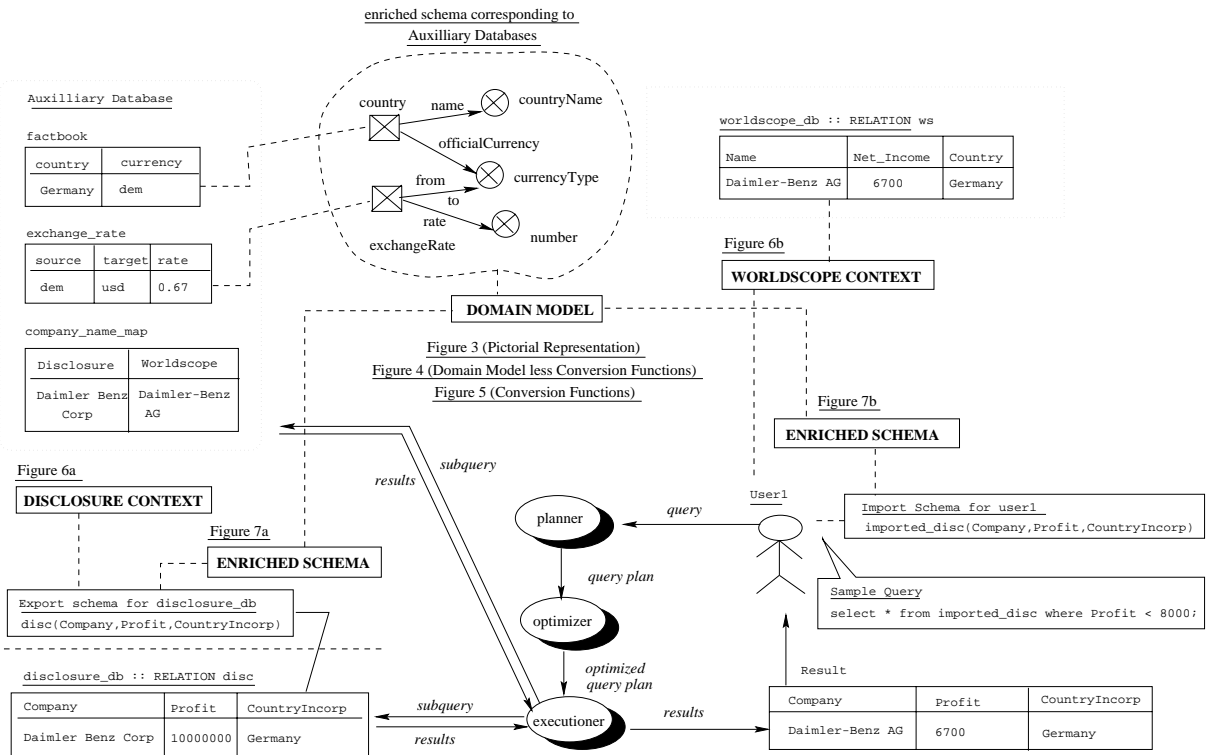 enriched schema corresponding to
Auxilliary Databases
country
name
countryName
officialCurrency
currencyType
from
to
rate
number
exchangeRate
DOMAIN MODEL
Figure 3 (Pictorial Representation)
Figure 4 (Domain Model less Conversion Functions)
Figure 5 (Conversion Functions)
Auxilliary Database
factbook
country currency
Germany dem
exchange_rate
source target rate
dem usd 0.67
company_name_map
Disclosure Worldscope
Daimler Benz Daimler-Benz
Corp AG
worldscope_db :: RELATION ws
Name Net_Income Country
Daimler-Benz AG 6700 Germany
Figure 6b
WORLDSCOPE CONTEXT
Figure 7b
ENRICHED SCHEMA
Figure 6a
DISCLOSURE CONTEXT
Figure 7a
ENRICHED SCHEMA
Export schema for disclosure_db
disc(Company,Profit,CountryIncorp)
disclosure_db :: RELATION disc
Company Profit CountryIncorp
Daimler Benz Corp 10000000 Germany
subquery
results
subquery
results
planner
query
query plan
optimizer
optimized
query plan
executioner
results
User1
Import Schema for user1
imported_disc(Company,Profit,CountryIncorp)
Sample Query
select * from imported_disc where Profit < 8000;
Result
Company Profit CountryIncorp
Daimler-Benz AG 6700 Germany